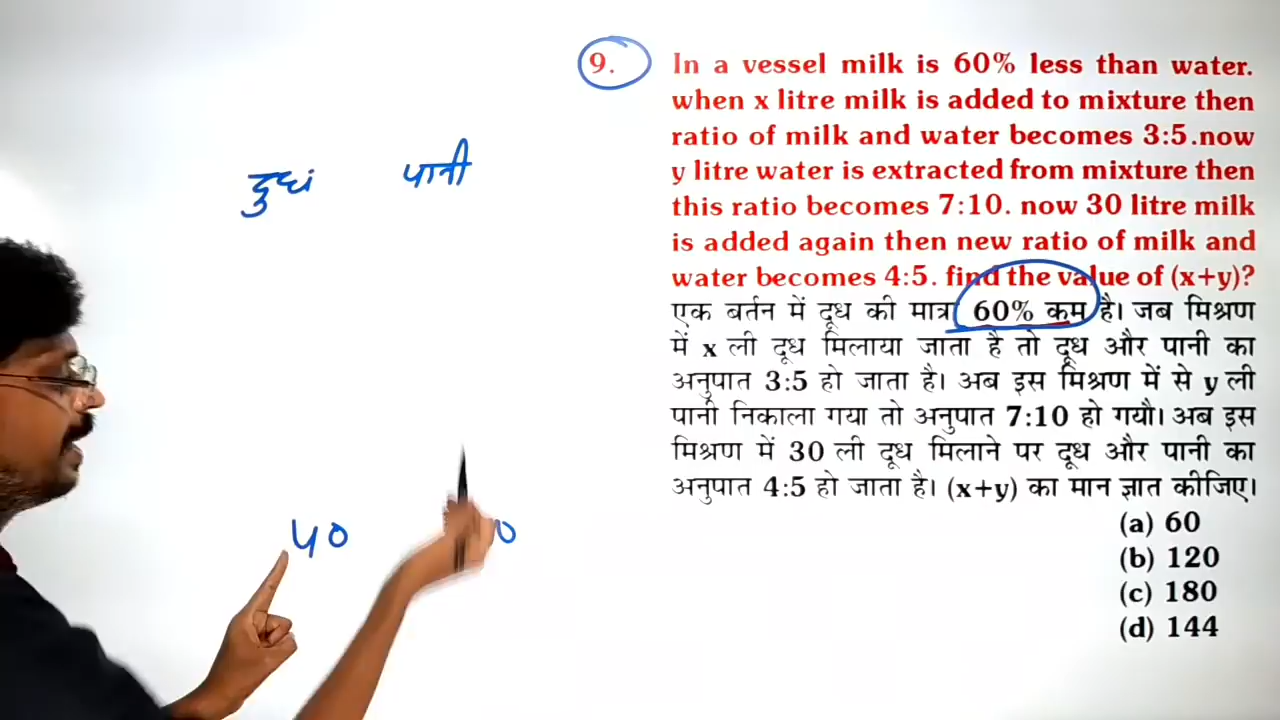 9. In a vessel milk is 60% less than water.
when x litre milk is added to mixture then
ratio of milk and water becomes 3:5.now
y litre water is extracted from mixture then
this ratio becomes 7:10. now 30 litre milk
is added again then new ratio of milk and
water becomes 4:5. find the value of (x+y)?
एक बर्तन में दूध की मात्रा 60% कम है। जब मिश्रण
में x ली दूध मिलाया जाता है तो दूध और पानी का
अनुपात 3:5 हो जाता है। अब इस मिश्रण में से y ली
पानी निकाला गया तो अनुपात 7:10 हो गयौ। अब इस
मिश्रण में 30 ली दूध मिलाने पर दूध और पानी का
अनुपात 4:5 हो जाता है। (x+y) का मान ज्ञात कीजिए।
(a) 60
(b) 120
(c) 180
(d) 144
दुध पानी
40